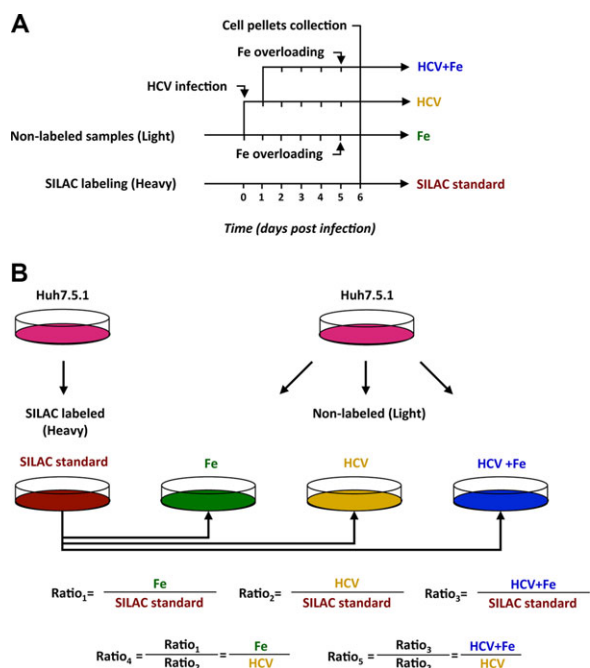 A
Cell pellets collection
Fe overloading
HCV+Fe
HCV infection
HCV
Non-labeled samples (Light)
Fe
Fe overloading
SILAC labeling (Heavy)
SILAC standard
0 1 2 3 4 5 6
Time (days post infection)
B
Huh7.5.1 Huh7.5.1
SILAC labeled
(Heavy)
Non-labeled (Light)
SILAC standard Fe HCV HCV +Fe
Ratio1= Fe / SILAC standard
Ratio2= HCV / SILAC standard
Ratio3= HCV+Fe / SILAC standard
Ratio4 = Ratio1 / Ratio2 = Fe / HCV
Ratio5 = Ratio3 / Ratio2 = HCV+Fe / HCV